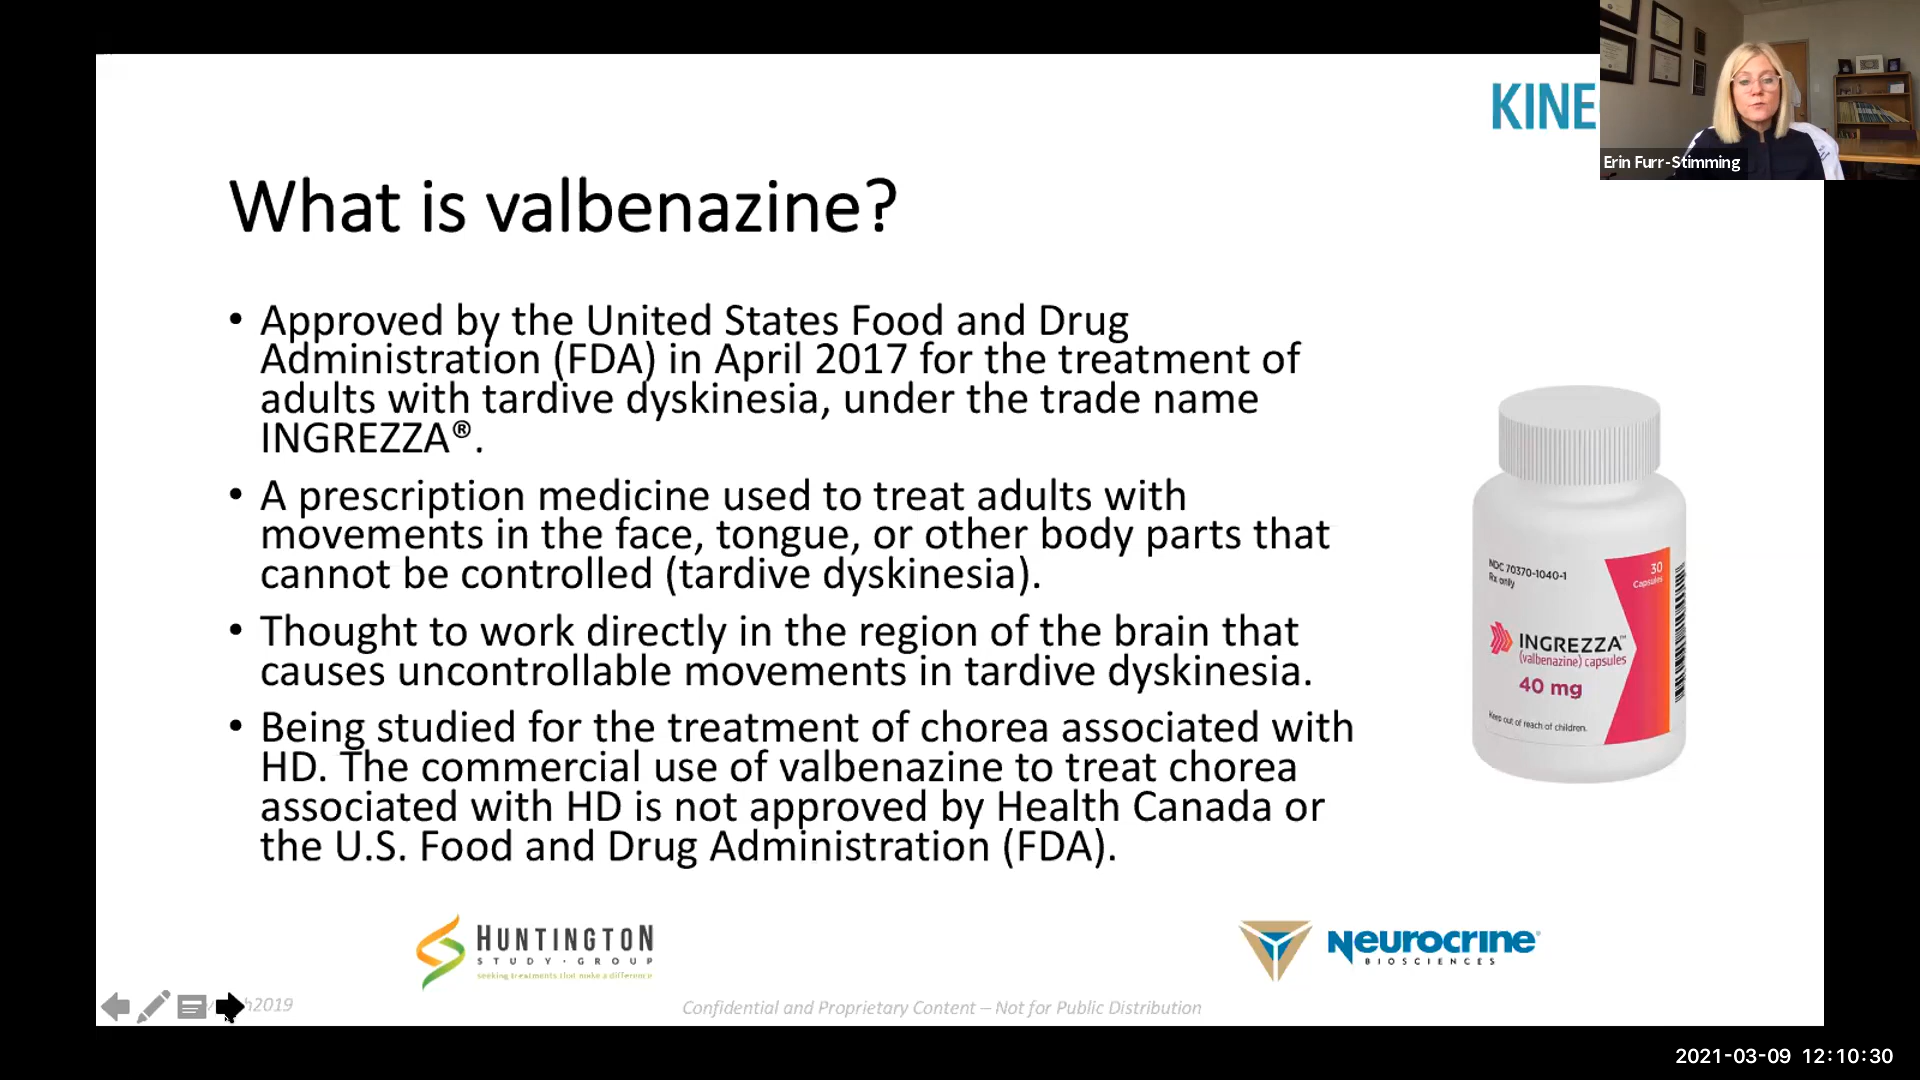 KINE
Erin Furr-Stimming
What is valbenazine?
• Approved by the United States Food and Drug
Administration (FDA) in April 2017 for the treatment of
adults with tardive dyskinesia, under the trade name
INGREZZA®.
• A prescription medicine used to treat adults with
movements in the face, tongue, or other body parts that
cannot be controlled (tardive dyskinesia).
• Thought to work directly in the region of the brain that
causes uncontrollable movements in tardive dyskinesia.
• Being studied for the treatment of chorea associated with
HD. The commercial use of valbenazine to treat chorea
associated with HD is not approved by Health Canada or
the U.S. Food and Drug Administration (FDA).
NDC 70370-1040-1
Rx only
30
Capsules
INGREZZA™
(valbenazine) capsules
40 mg
Keep out of reach of children.
HUNTINGTON
STUDY·GROUP
seeking treatments that make a difference
NEUROCRINE®
BIOSCIENCES
h2019
Confidential and Proprietary Content – Not for Public Distribution
2021-03-09 12:10:30